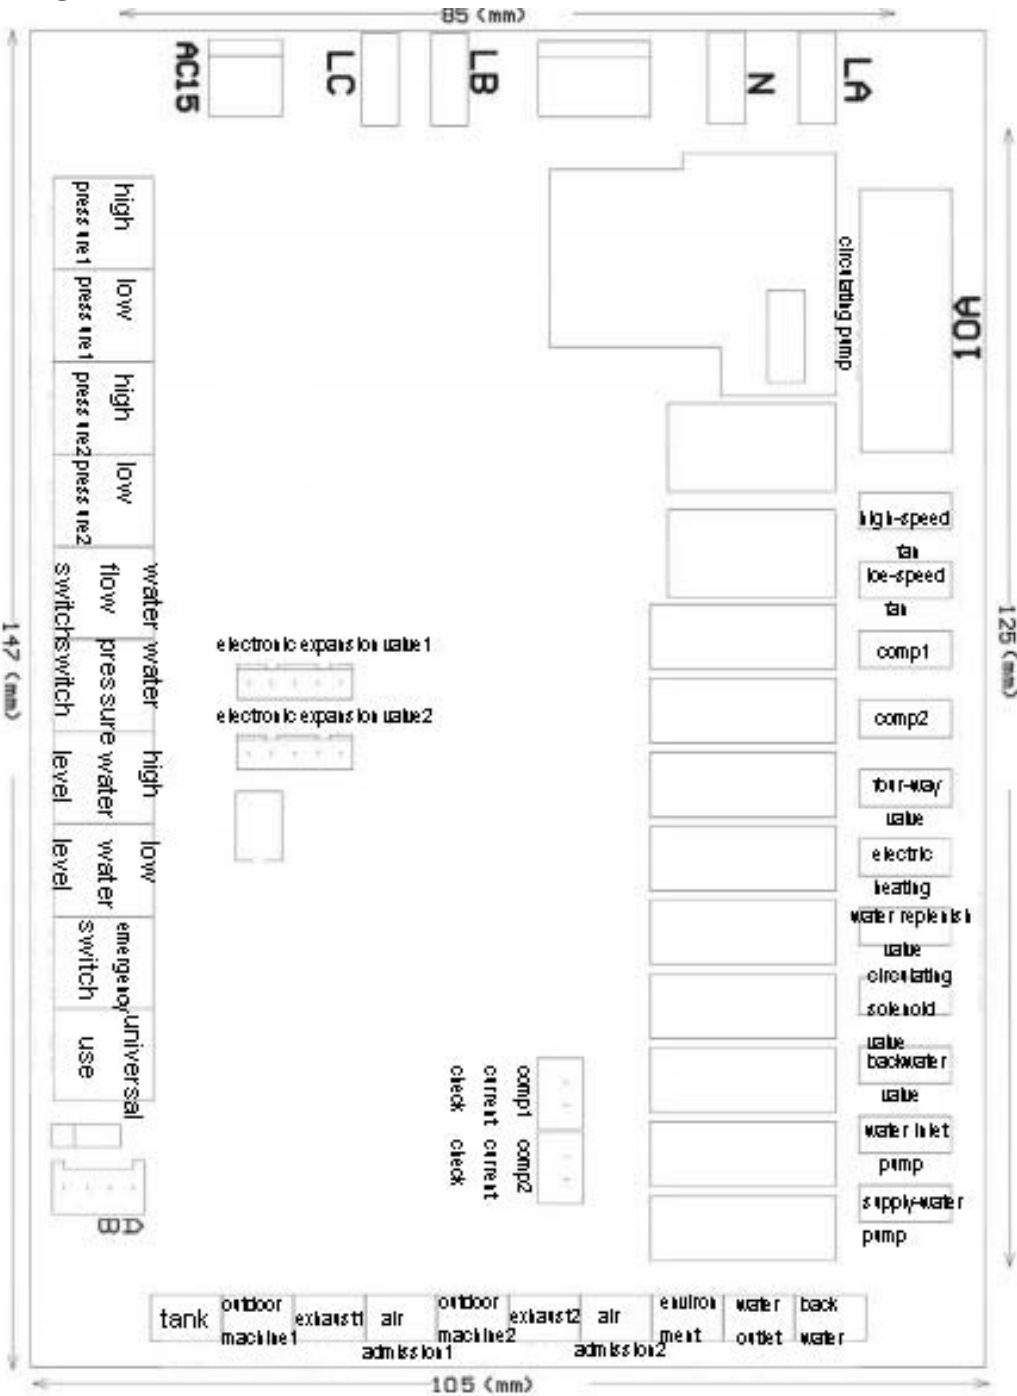 85 (mm)
AC15
LC
LB
N
LA
high
pressure1
low
pressure1
high
pressure2
low
pressure2
water
flow
switch
water
pressure
switch
high
water
level
low
water
level
emergency
switch
universal
use
A
B
147 (mm)
electronic expansion value1
electronic expansion value2
comp1
current
check
comp2
current
check
circulating pump
10A
high-speed
fan
loe-speed
fan
comp1
comp2
four-way
value
electric
heating
water replenish
value
circulating
solenoid
value
backwater
value
water inlet
pump
supply-water
pump
125 (mm)
tank
outdoor
machine1
exhaust1
air
admission1
outdoor
machine2
exhaust2
air
admission2
environ
ment
water
outlet
back
water
105 (mm)